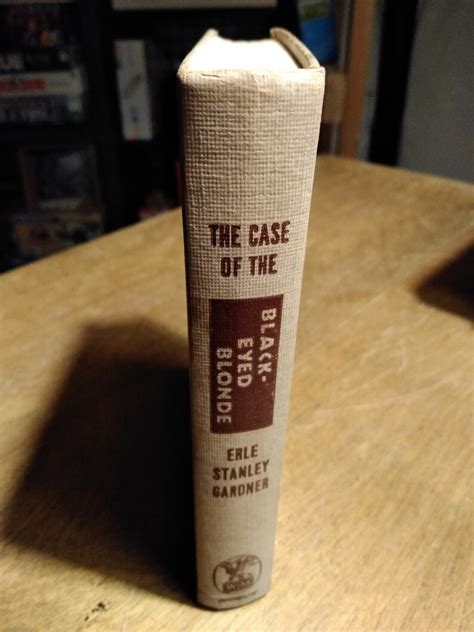 THE CASE
OF THE
BLACK-
EYED
BLONDE
ERLE
STANLEY
GARDNER